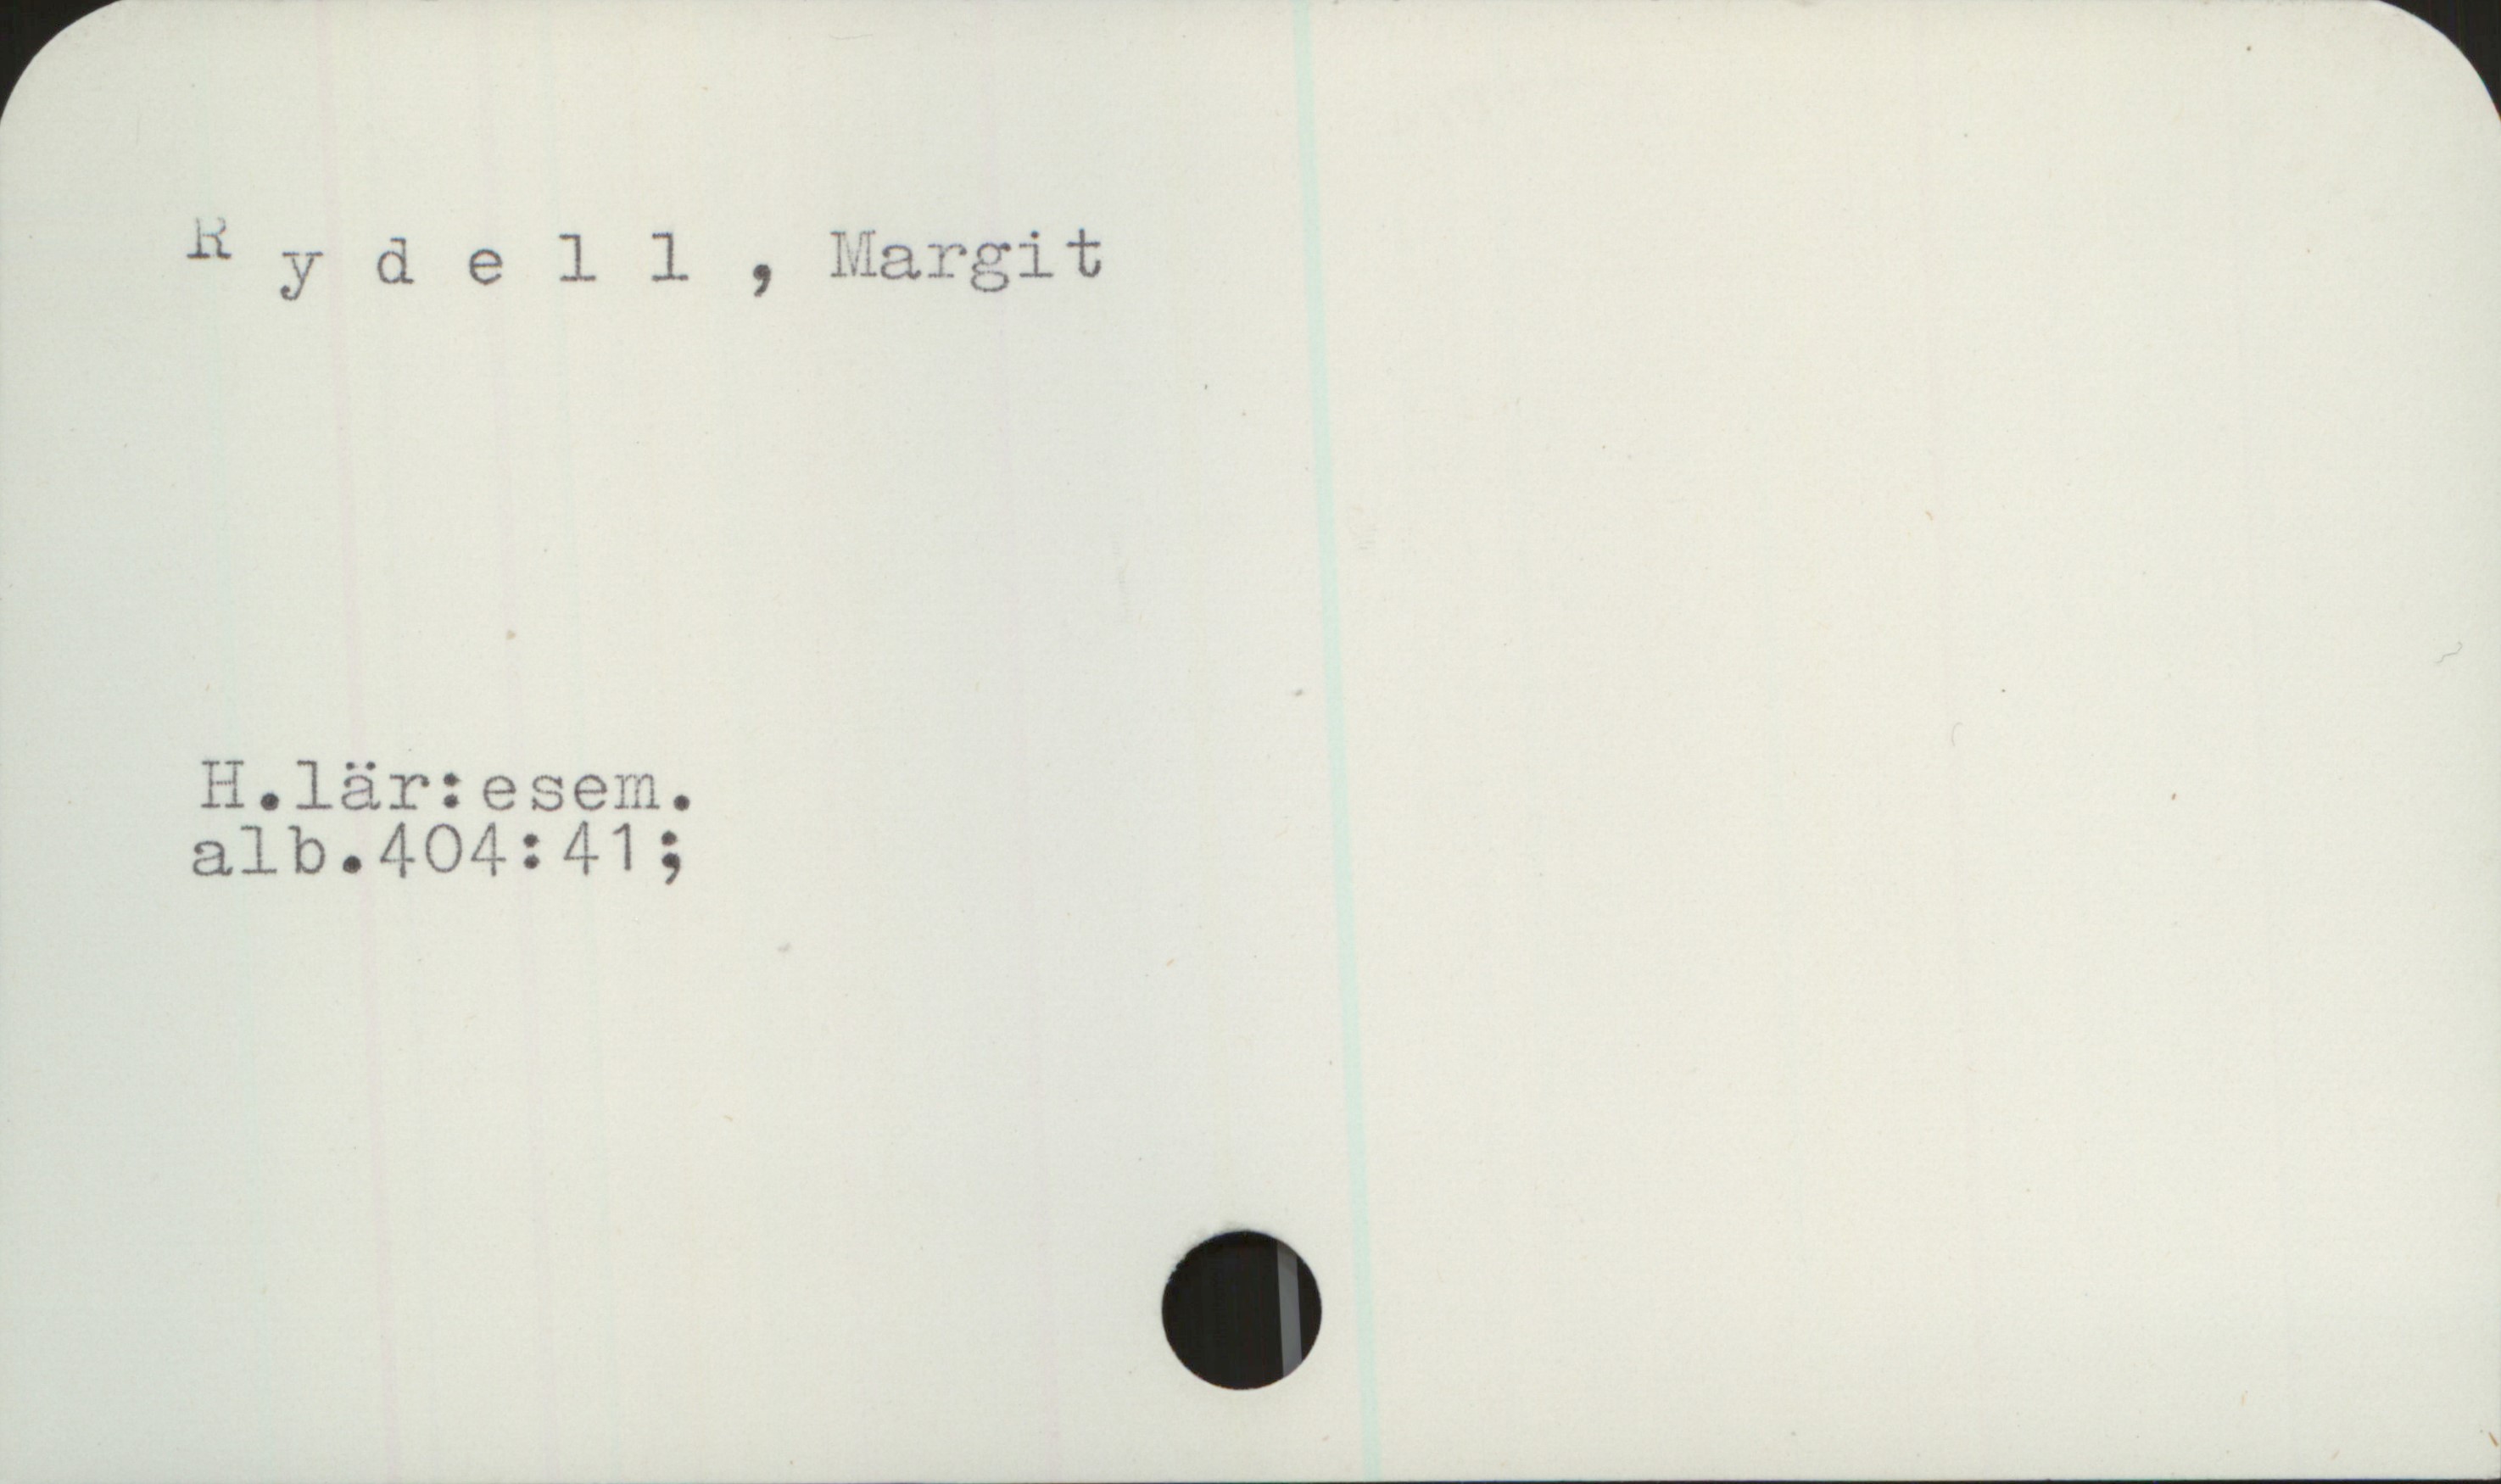 R y d e l l , Margit
H.lär:esem.
alb.404:41;